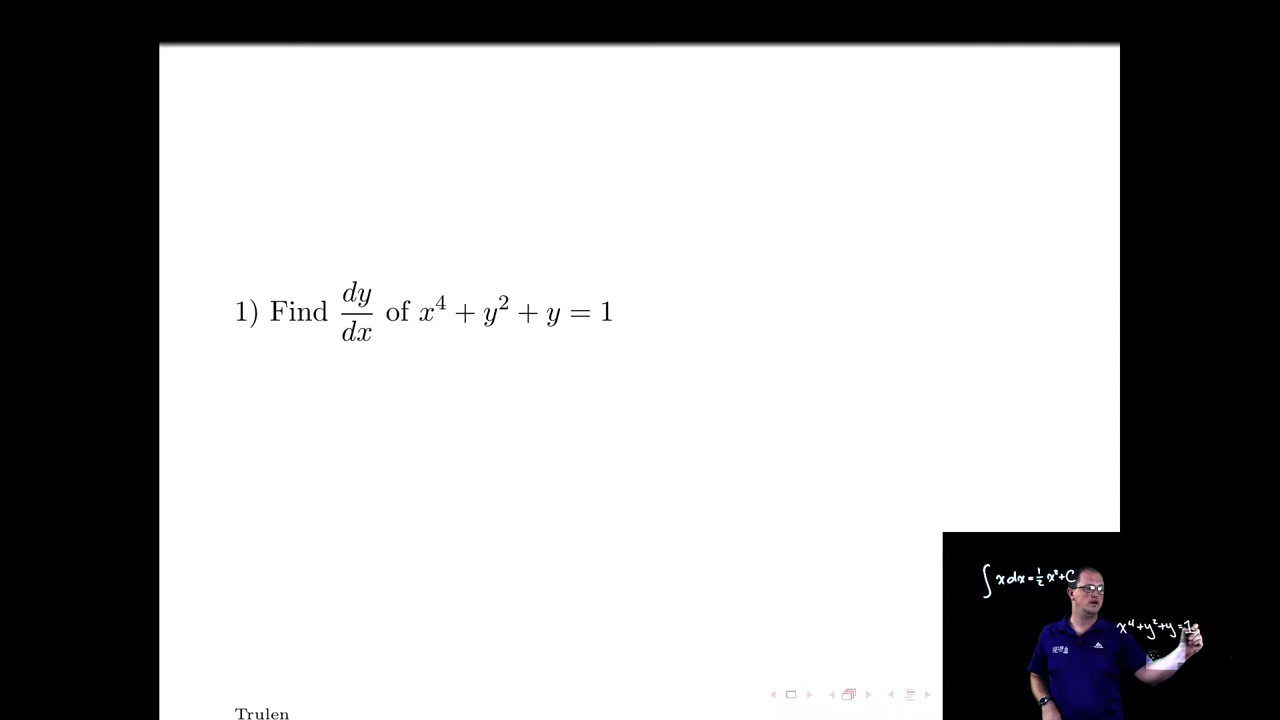 1) Find dy/dx of x⁴ + y² + y = 1
∫ x dx = 1/2 x² + C
x⁴ + y² + y = 1
Trulen